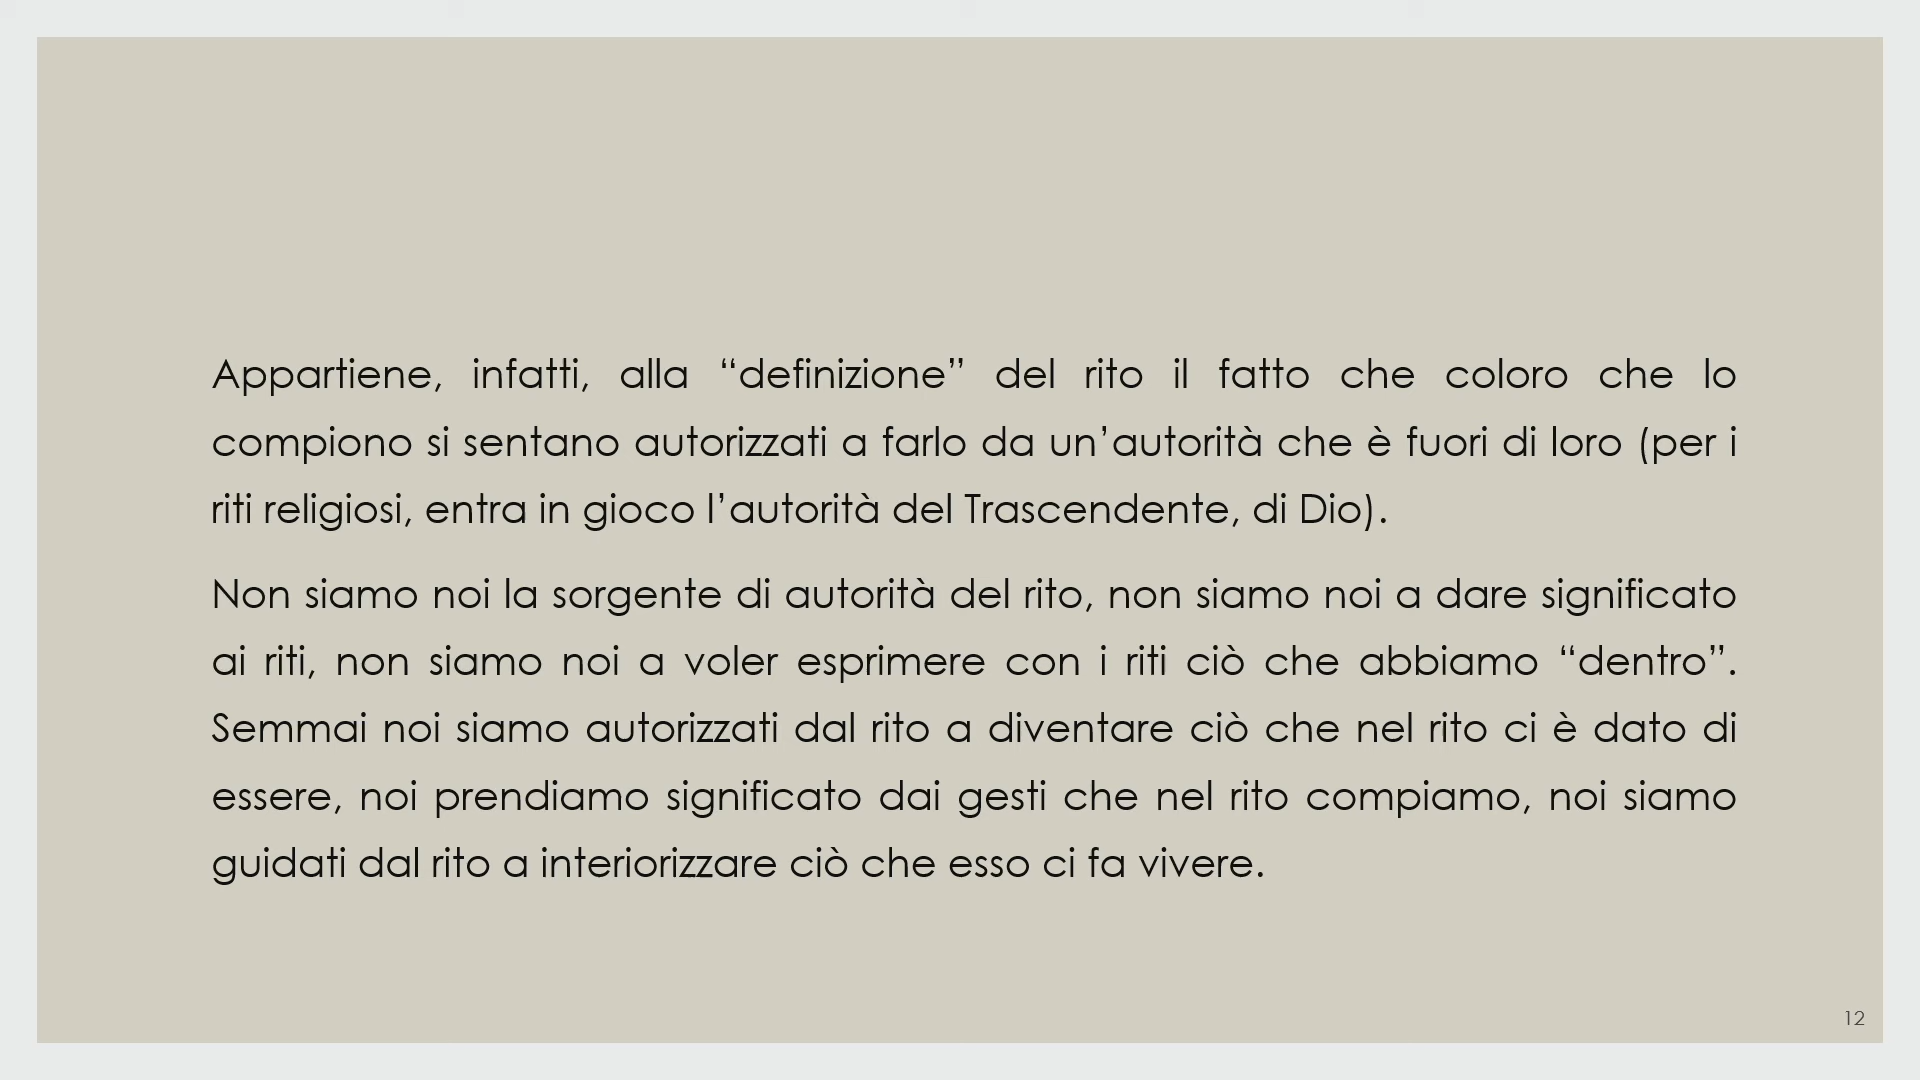 Appartiene, infatti, alla “definizione” del rito il fatto che coloro che lo
compiono si sentano autorizzati a farlo da un’autorità che è fuori di loro (per i
riti religiosi, entra in gioco l’autorità del Trascendente, di Dio).
Non siamo noi la sorgente di autorità del rito, non siamo noi a dare significato
ai riti, non siamo noi a voler esprimere con i riti ciò che abbiamo “dentro”.
Semmai noi siamo autorizzati dal rito a diventare ciò che nel rito ci è dato di
essere, noi prendiamo significato dai gesti che nel rito compiamo, noi siamo
guidati dal rito a interiorizzare ciò che esso ci fa vivere.
12